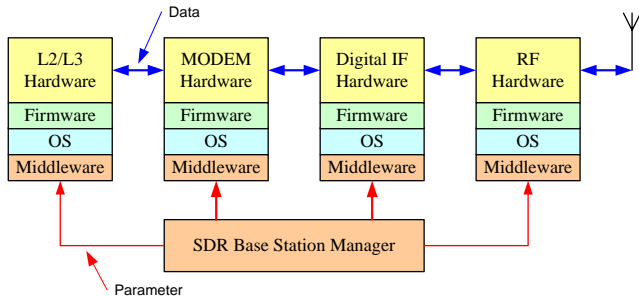 Data
L2/L3
Hardware
Firmware
OS
Middleware
MODEM
Hardware
Firmware
OS
Middleware
Digital IF
Hardware
Firmware
OS
Middleware
RF
Hardware
Firmware
OS
Middleware
SDR Base Station Manager
Parameter